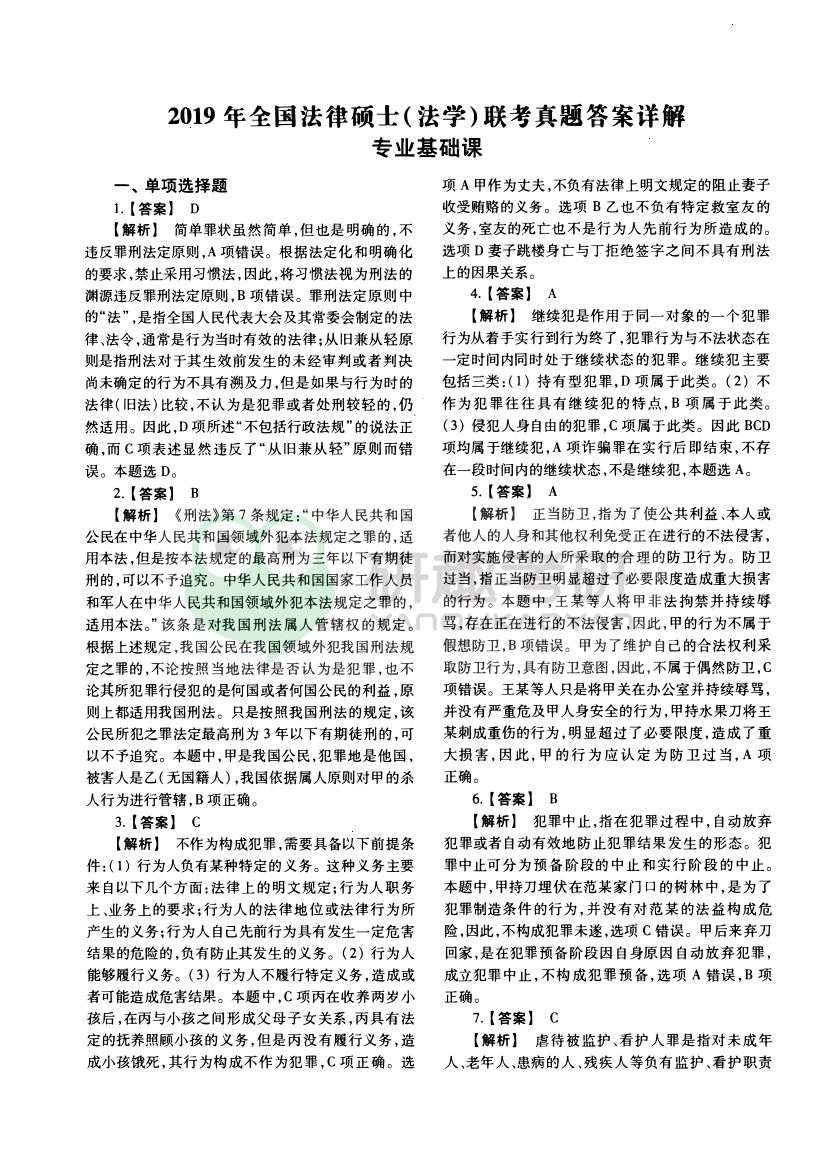 2019 年全国法律硕士(法学)联考真题答案详解
专业基础课
一、单项选择题
1.【答案】 D
【解析】 简单罪状虽然简单,但也是明确的,不
违反罪刑法定原则,A 项错误。根据法定化和明确化
的要求,禁止采用习惯法,因此,将习惯法视为刑法的
渊源违反罪刑法定原则,B 项错误。罪刑法定原则中
的“法”,是指全国人民代表大会及其常委会制定的法
律、法令,通常是行为当时有效的法律;从旧兼从轻原
则是指刑法对于其生效前发生的未经审判或者判决
尚未确定的行为不具有溯及力,但是如果与行为时的
法律(旧法)比较,不认为是犯罪或者处刑较轻的,仍
然适用。因此,D 项所述“不包括行政法规”的说法正
确,而 C 项表述显然违反了“从旧兼从轻”原则而错
误。本题选 D。
2.【答案】 B
【解析】 《刑法》第 7 条规定:“中华人民共和国
公民在中华人民共和国领域外犯本法规定之罪的,适
用本法,但是按本法规定的最高刑为三年以下有期徒
刑的,可以不予追究。中华人民共和国国家工作人员
和军人在中华人民共和国领域外犯本法规定之罪的,
适用本法。”该条是对我国刑法属人管辖权的规定。
根据上述规定,我国公民在我国领域外犯我国刑法规
定之罪的,不论按照当地法律是否认为是犯罪,也不
论其所犯罪行侵犯的是何国或者何国公民的利益,原
则上都适用我国刑法。只是按照我国刑法的规定,该
公民所犯之罪法定最高刑为 3 年以下有期徒刑的,可
以不予追究。本题中,甲是我国公民,犯罪地是他国,
被害人是乙(无国籍人),我国依据属人原则对甲的杀
人行为进行管辖,B 项正确。
3.【答案】 C
【解析】 不作为构成犯罪,需要具备以下前提条
件:(1) 行为人负有某种特定的义务。这种义务主要
来自以下几个方面:法律上的明文规定;行为人职务
上、业务上的要求;行为人的法律地位或法律行为所
产生的义务;行为人自己先前行为具有发生一定危害
结果的危险的,负有防止其发生的义务。(2) 行为人
能够履行义务。(3) 行为人不履行特定义务,造成或
者可能造成危害结果。本题中,C 项丙在收养两岁小
孩后,在丙与小孩之间形成父母子女关系,丙具有法
定的抚养照顾小孩的义务,但是丙没有履行义务,造
成小孩饿死,其行为构成不作为犯罪,C 项正确。选
项 A 甲作为丈夫,不负有法律上明文规定的阻止妻子
收受贿赂的义务。选项 B 乙也不负有特定救室友的
义务,室友的死亡也不是行为人先前行为所造成的。
选项 D 妻子跳楼身亡与丁拒绝签字之间不具有刑法
上的因果关系。
4.【答案】 A
【解析】 继续犯是作用于同一对象的一个犯罪
行为从着手实行到行为终了,犯罪行为与不法状态在
一定时间内同时处于继续状态的犯罪。继续犯主要
包括三类:(1) 持有型犯罪,D 项属于此类。(2) 不
作为犯罪往往具有继续犯的特点,B 项属于此类。
(3) 侵犯人身自由的犯罪,C 项属于此类。因此 BCD
项均属于继续犯,A 项诈骗罪在实行后即结束,不存
在一段时间内的继续状态,不是继续犯,本题选 A。
5.【答案】 A
【解析】 正当防卫,指为了使公共利益、本人或
者他人的人身和其他权利免受正在进行的不法侵害,
而对实施侵害的人所采取的合理的防卫行为。防卫
过当,指正当防卫明显超过了必要限度造成重大损害
的行为。本题中,王某等人将甲非法拘禁并持续辱
骂,存在正在进行的不法侵害,因此,甲的行为不属于
假想防卫,B 项错误。甲为了维护自己的合法权利采
取防卫行为,具有防卫意图,因此,不属于偶然防卫,C
项错误。王某等人只是将甲关在办公室并持续辱骂,
并没有严重危及甲人身安全的行为,甲持水果刀将王
某刺成重伤的行为,明显超过了必要限度,造成了重
大损害,因此,甲的行为应认定为防卫过当,A 项
正确。
6.【答案】 B
【解析】 犯罪中止,指在犯罪过程中,自动放弃
犯罪或者自动有效地防止犯罪结果发生的形态。犯
罪中止可分为预备阶段的中止和实行阶段的中止。
本题中,甲持刀埋伏在范某家门口的树林中,是为了
犯罪制造条件的行为,并没有对范某的法益构成危
险,因此,不构成犯罪未遂,选项 C 错误。甲后来弃刀
回家,是在犯罪预备阶段因自身原因自动放弃犯罪,
成立犯罪中止,不构成犯罪预备,选项 A 错误,B 项
正确。
7.【答案】 C
【解析】 虐待被监护、看护人罪是指对未成年
人、老年人、患病的人、残疾人等负有监护、看护职责
研趣考研